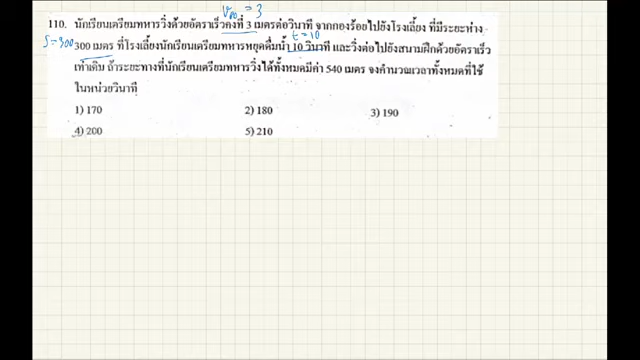 V = 3
110. นักเรียนเตรียมทหารวิ่งด้วยอัตราเร็วคงที่ 3 เมตรต่อวินาที จากกองร้อยไปยังโรงเลี้ยง ที่มีระยะห่าง
t = 10
S = 300
300 เมตร ที่โรงเลี้ยงนักเรียนเตรียมทหารหยุดดื่มน้ำ 10 วินาที และวิ่งต่อไปยังสนามฝึกด้วยอัตราเร็ว
เท่าเดิม ถ้าระยะทางที่นักเรียนเตรียมทหารวิ่งได้ทั้งหมดมีค่า 540 เมตร จงคำนวณเวลาทั้งหมดที่ใช้
ในหน่วยวินาที
1) 170 2) 180 3) 190
4) 200 5) 210